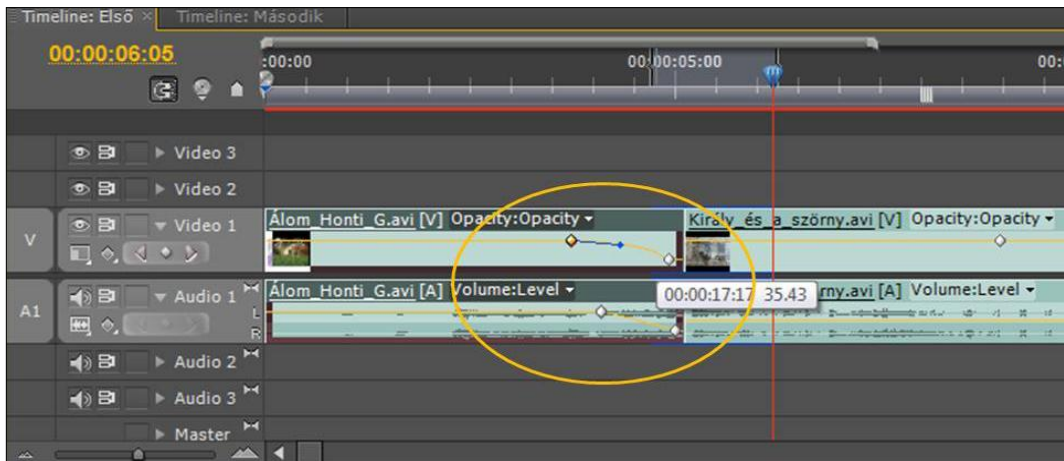 Timeline: Első × Timeline: Második
00:00:06:05
:00:00 00:00:05:00 00:
Video 3
Video 2
V Video 1 Álom_Honti_G.avi [V] Opacity:Opacity Király_és_a_szörny.avi [V] Opacity:Opacity
A1 Audio 1 L R Álom_Honti_G.avi [A] Volume:Level 00:00:17:17 35.43 rny.avi [A] Volume:Level
Audio 2
Audio 3
Master